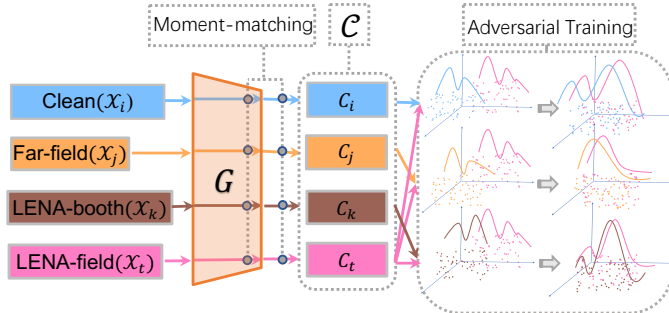 Moment-matching
𝒞
Adversarial Training
Clean(𝒳ᵢ)
Cᵢ
Far-field(𝒳ⱼ)
Cⱼ
G
LENA-booth(𝒳ₖ)
Cₖ
LENA-field(𝒳ₜ)
Cₜ